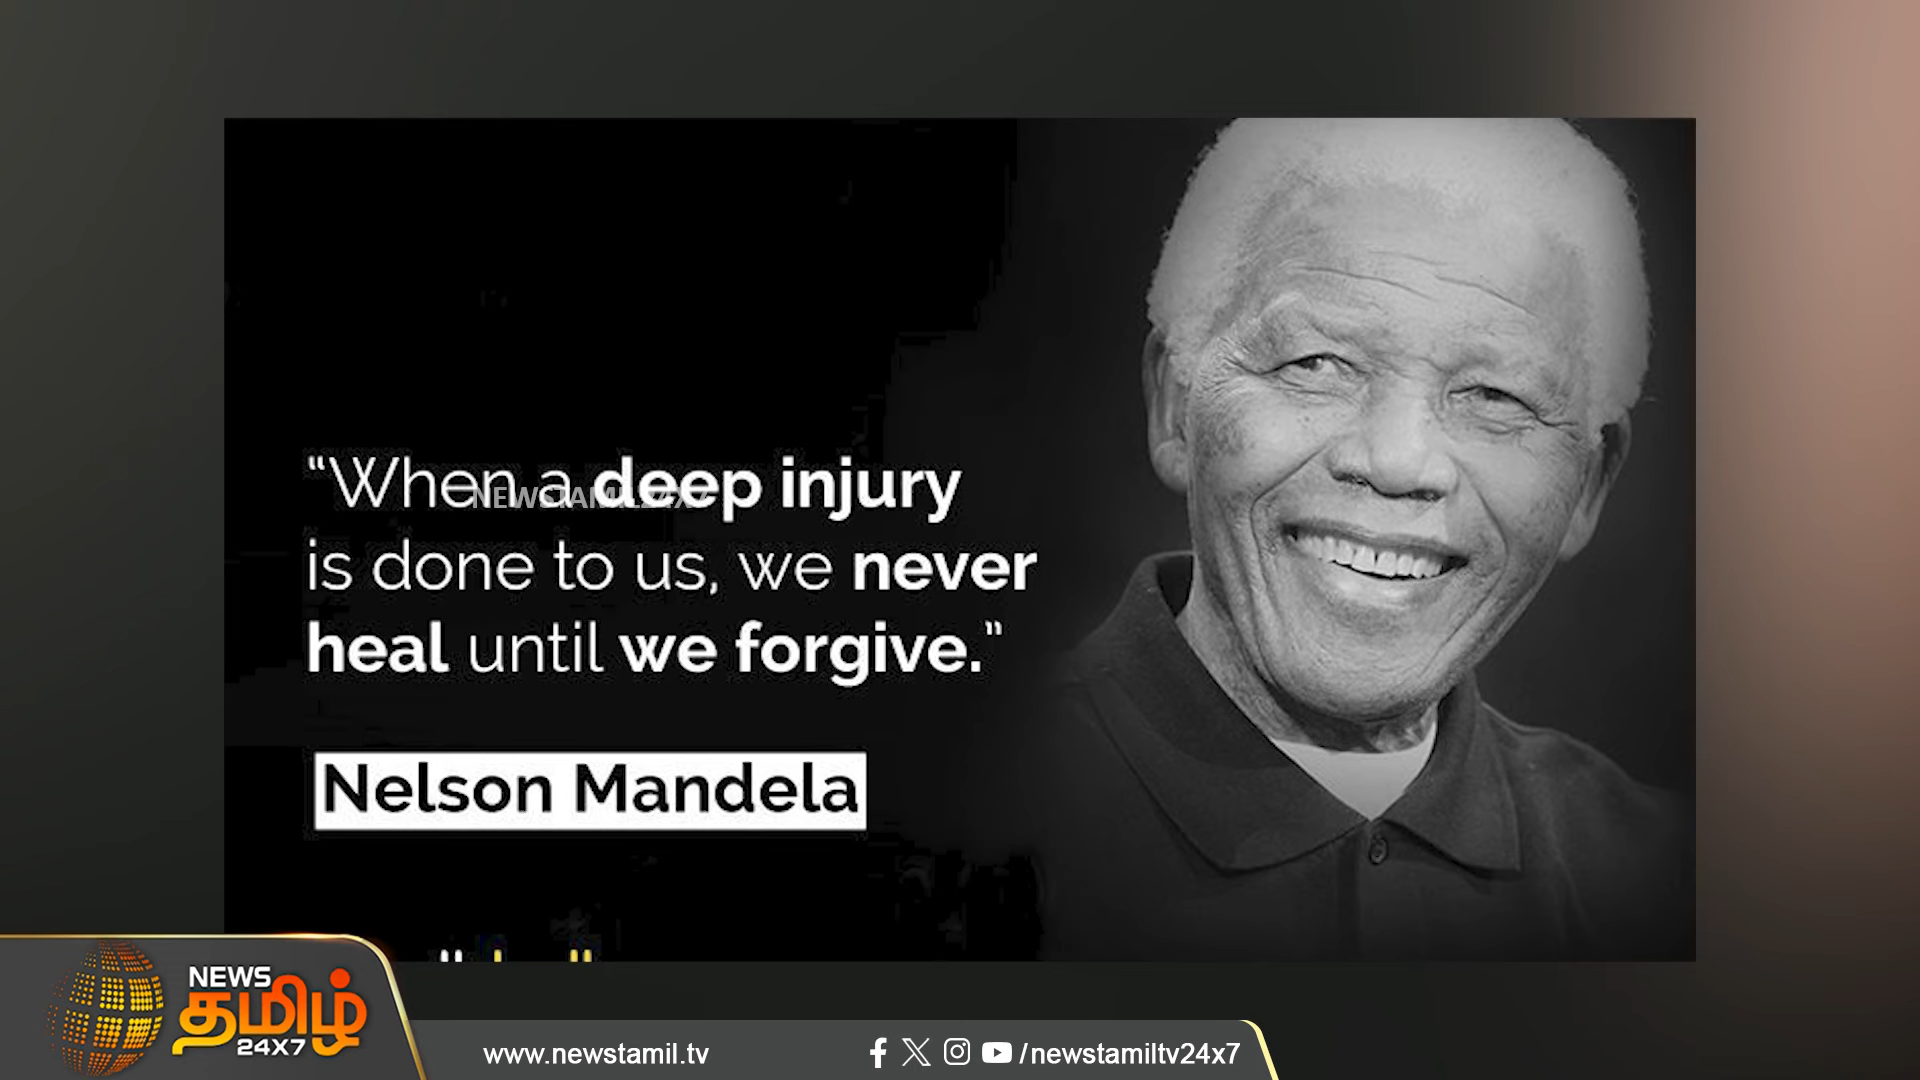 “When a deep injury
NEWSTAMIL24X7
is done to us, we never
heal until we forgive.”
Nelson Mandela
NEWS
தமிழ்
24X7
www.newstamil.tv
/newstamiltv24x7